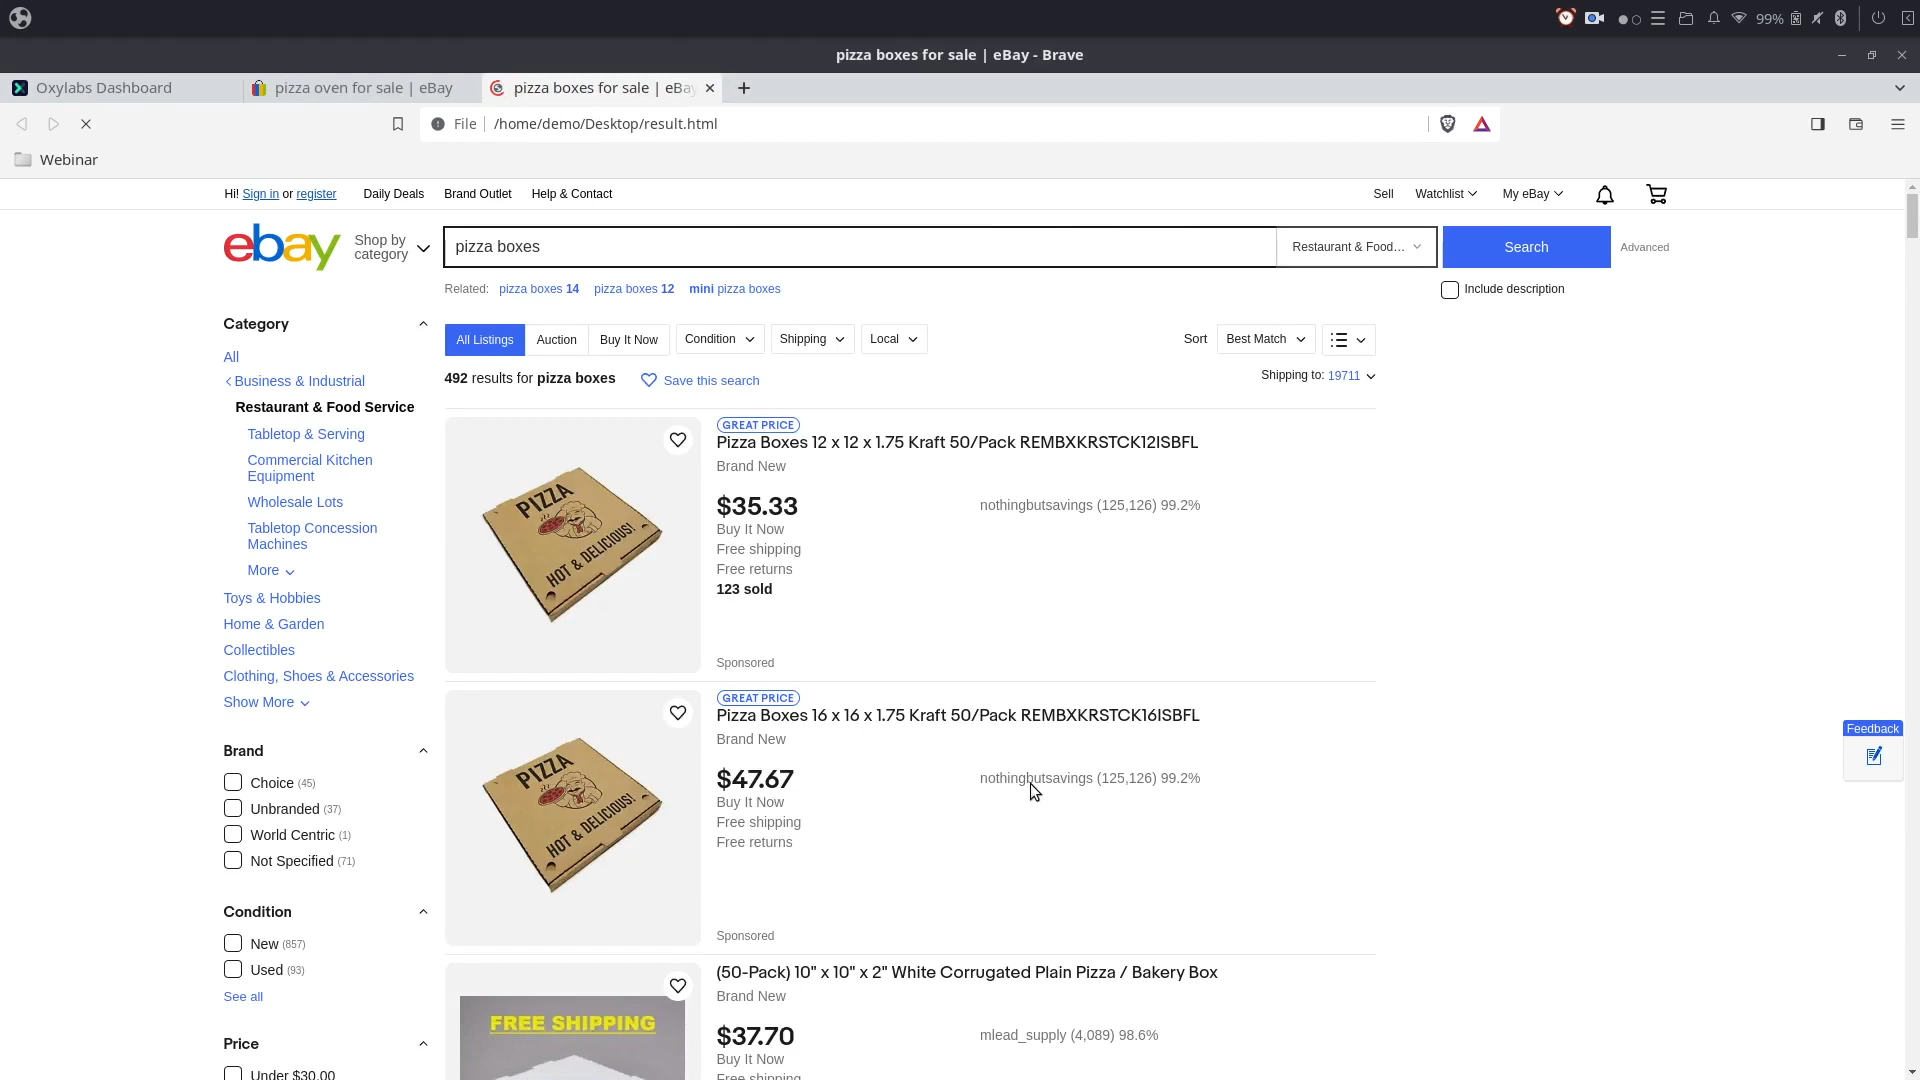 99%
pizza boxes for sale | eBay - Brave
Oxylabs Dashboard
pizza oven for sale | eBay
pizza boxes for sale | eBay
File
/home/demo/Desktop/result.html
Webinar
Hi! Sign in or register
Daily Deals
Brand Outlet
Help & Contact
Sell
Watchlist
My eBay
ebay
Shop by
category
pizza boxes
Restaurant & Food...
Search
Advanced
Related: pizza boxes 14 pizza boxes 12 mini pizza boxes
Include description
Category
All
Business & Industrial
Restaurant & Food Service
Tabletop & Serving
Commercial Kitchen
Equipment
Wholesale Lots
Tabletop Concession
Machines
More
Toys & Hobbies
Home & Garden
Collectibles
Clothing, Shoes & Accessories
Show More
Brand
Choice (45)
Unbranded (37)
World Centric (1)
Not Specified (71)
Condition
New (857)
Used (93)
See all
Price
Under $30.00
All Listings
Auction
Buy It Now
Condition
Shipping
Local
Sort
Best Match
492 results for pizza boxes
Save this search
Shipping to: 19711
PIZZA
HOT & DELICIOUS!
GREAT PRICE
Pizza Boxes 12 x 12 x 1.75 Kraft 50/Pack REMBXKRSTCK12ISBFL
Brand New
$35.33
nothingbutsavings (125,126) 99.2%
Buy It Now
Free shipping
Free returns
123 sold
Sponsored
PIZZA
HOT & DELICIOUS!
GREAT PRICE
Pizza Boxes 16 x 16 x 1.75 Kraft 50/Pack REMBXKRSTCK16ISBFL
Brand New
$47.67
nothingbutsavings (125,126) 99.2%
Buy It Now
Free shipping
Free returns
Sponsored
FREE SHIPPING
(50-Pack) 10" x 10" x 2" White Corrugated Plain Pizza / Bakery Box
Brand New
$37.70
mlead_supply (4,089) 98.6%
Buy It Now
Free shipping
Feedback